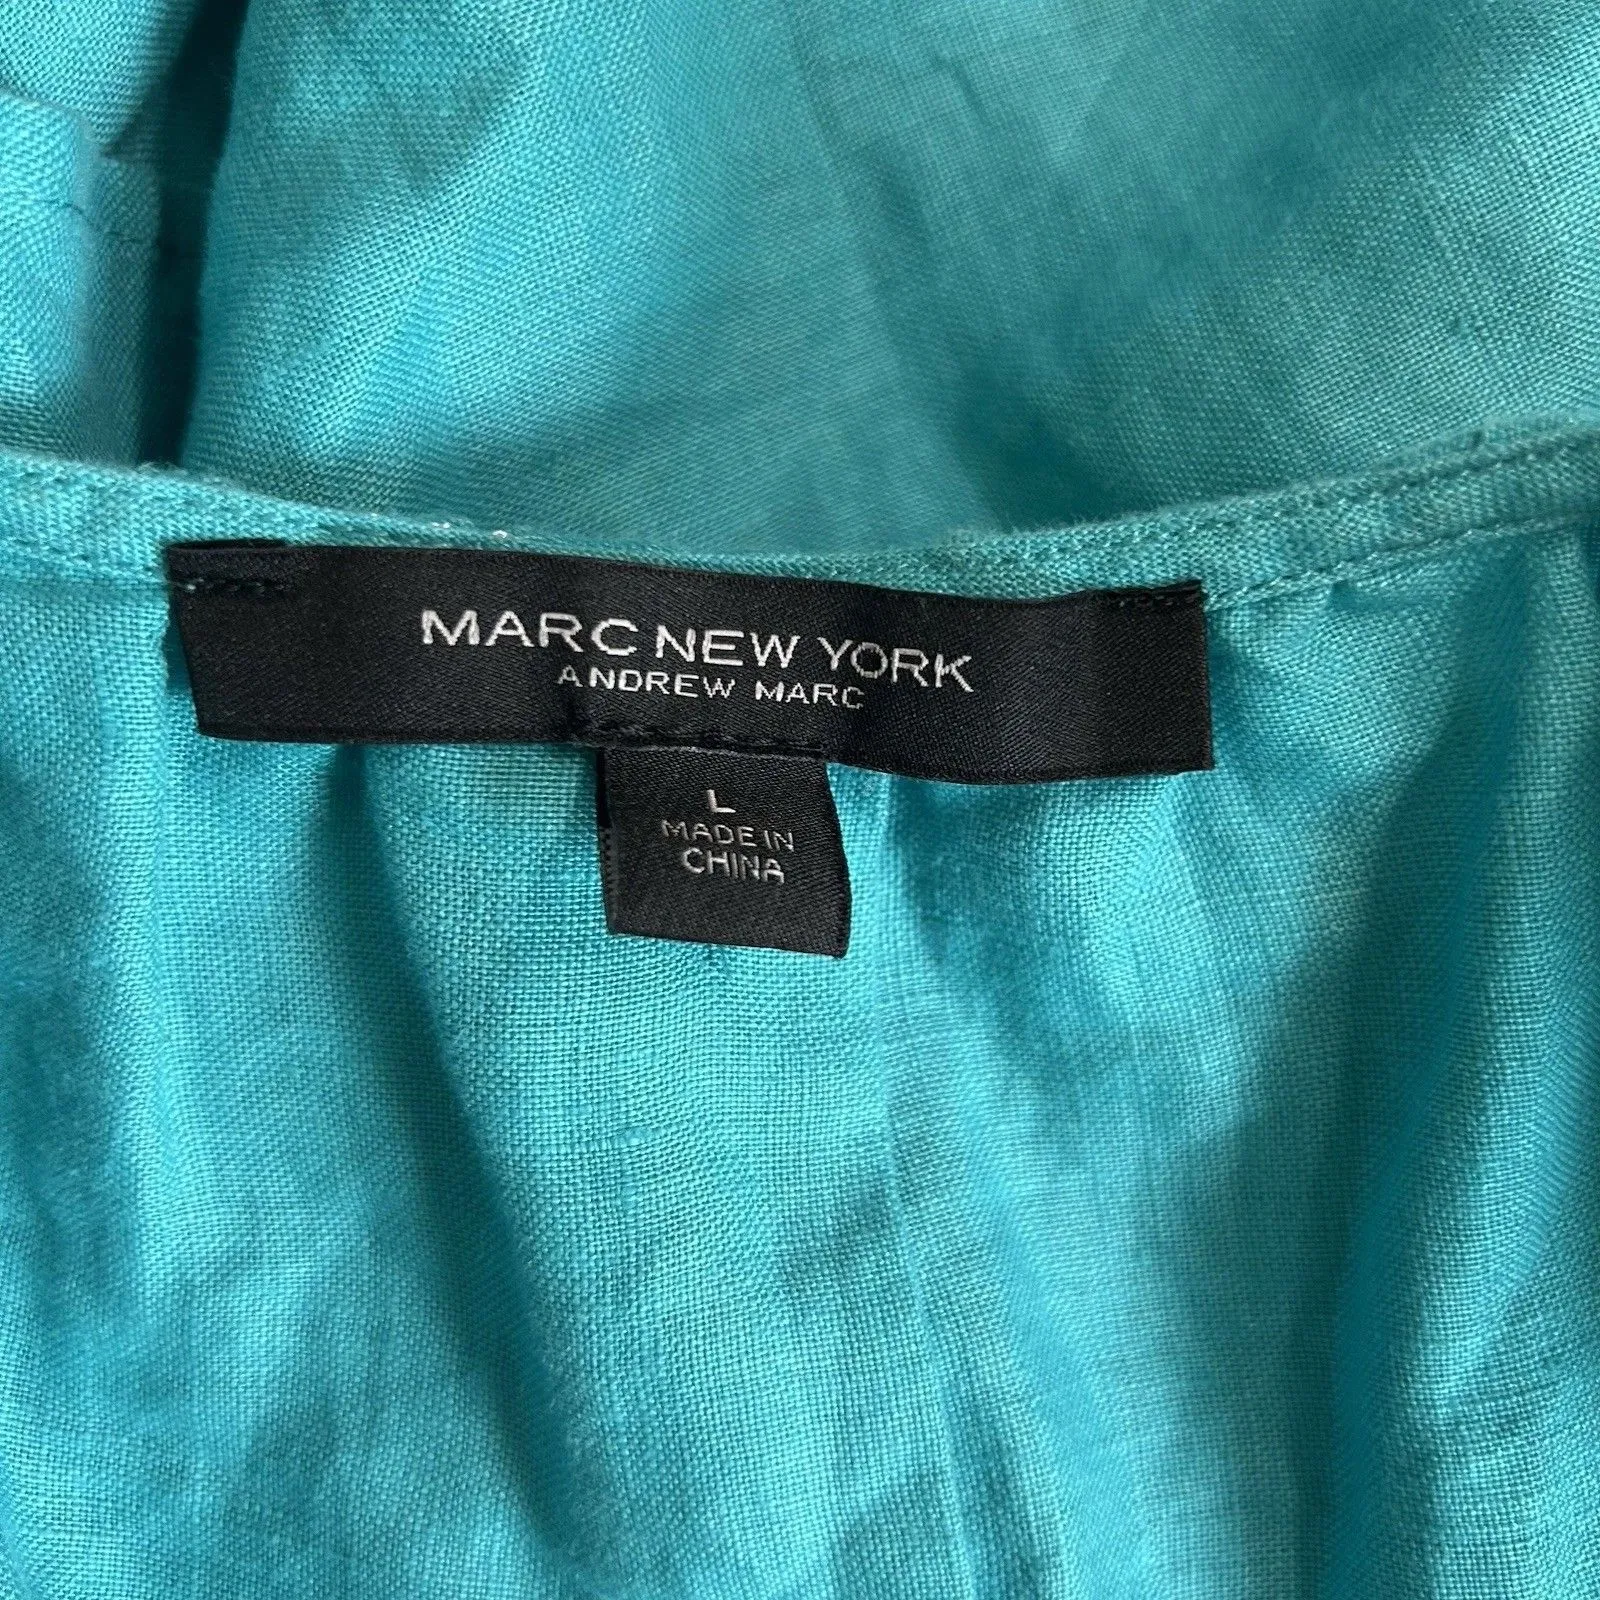 MARC NEW YORK
ANDREW MARC
L
MADE IN
CHINA